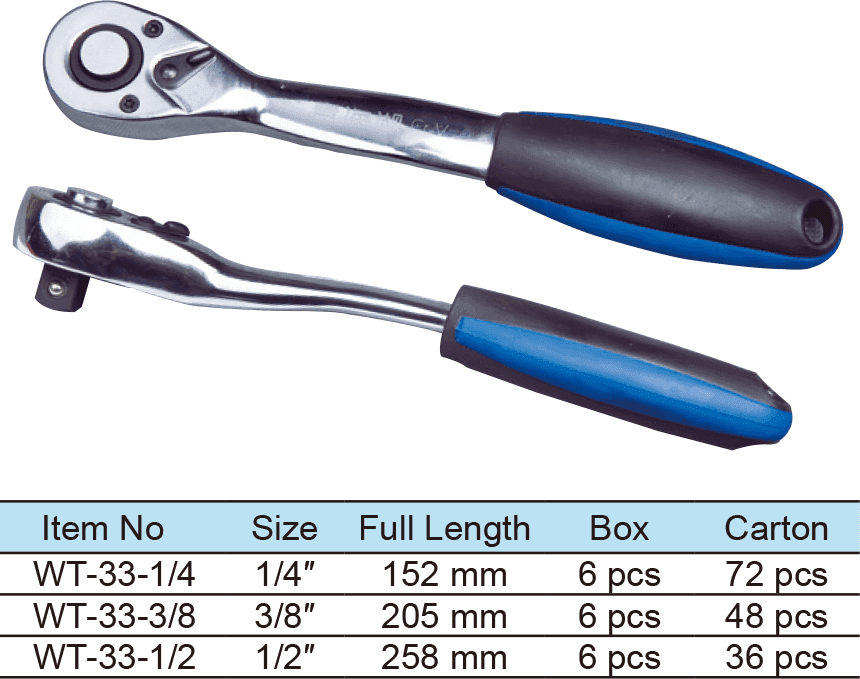 Cr-V
Item No Size Full Length Box Carton
WT-33-1/4 1/4″ 152 mm 6 pcs 72 pcs
WT-33-3/8 3/8″ 205 mm 6 pcs 48 pcs
WT-33-1/2 1/2″ 258 mm 6 pcs 36 pcs